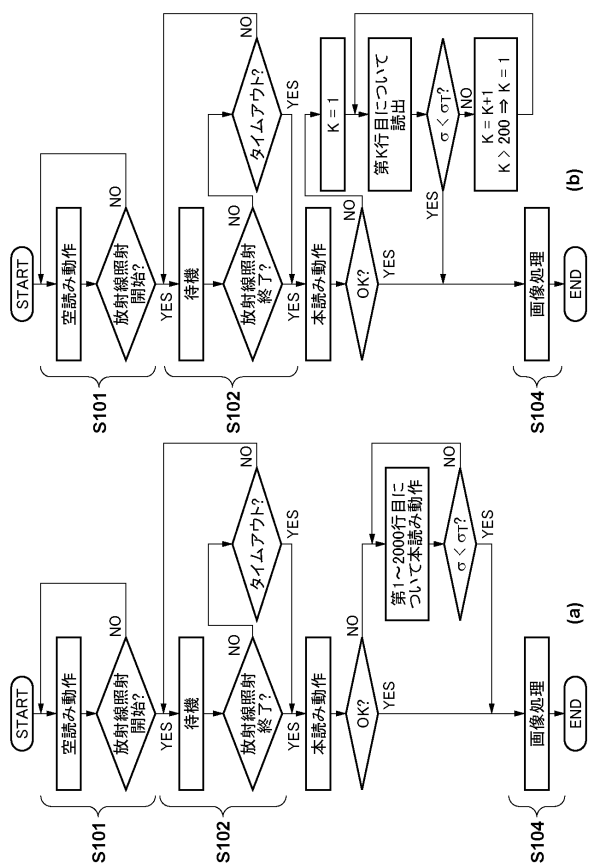 (a)
START
S101
空読み動作
放射線照射
開始?
NO
YES
S102
待機
放射線照射
終了?
NO
タイムアウト?
NO
YES
YES
本読み動作
OK?
NO
YES
第1~2000行目に
ついて本読み動作
σ < σT?
NO
YES
S104
画像処理
END
(b)
START
S101
空読み動作
放射線照射
開始?
NO
YES
S102
待機
放射線照射
終了?
NO
タイムアウト?
NO
YES
YES
本読み動作
OK?
NO
YES
K = 1
第K行目について
読出
σ < σT?
YES
NO
K = K+1
K > 200 ⇒ K = 1
S104
画像処理
END